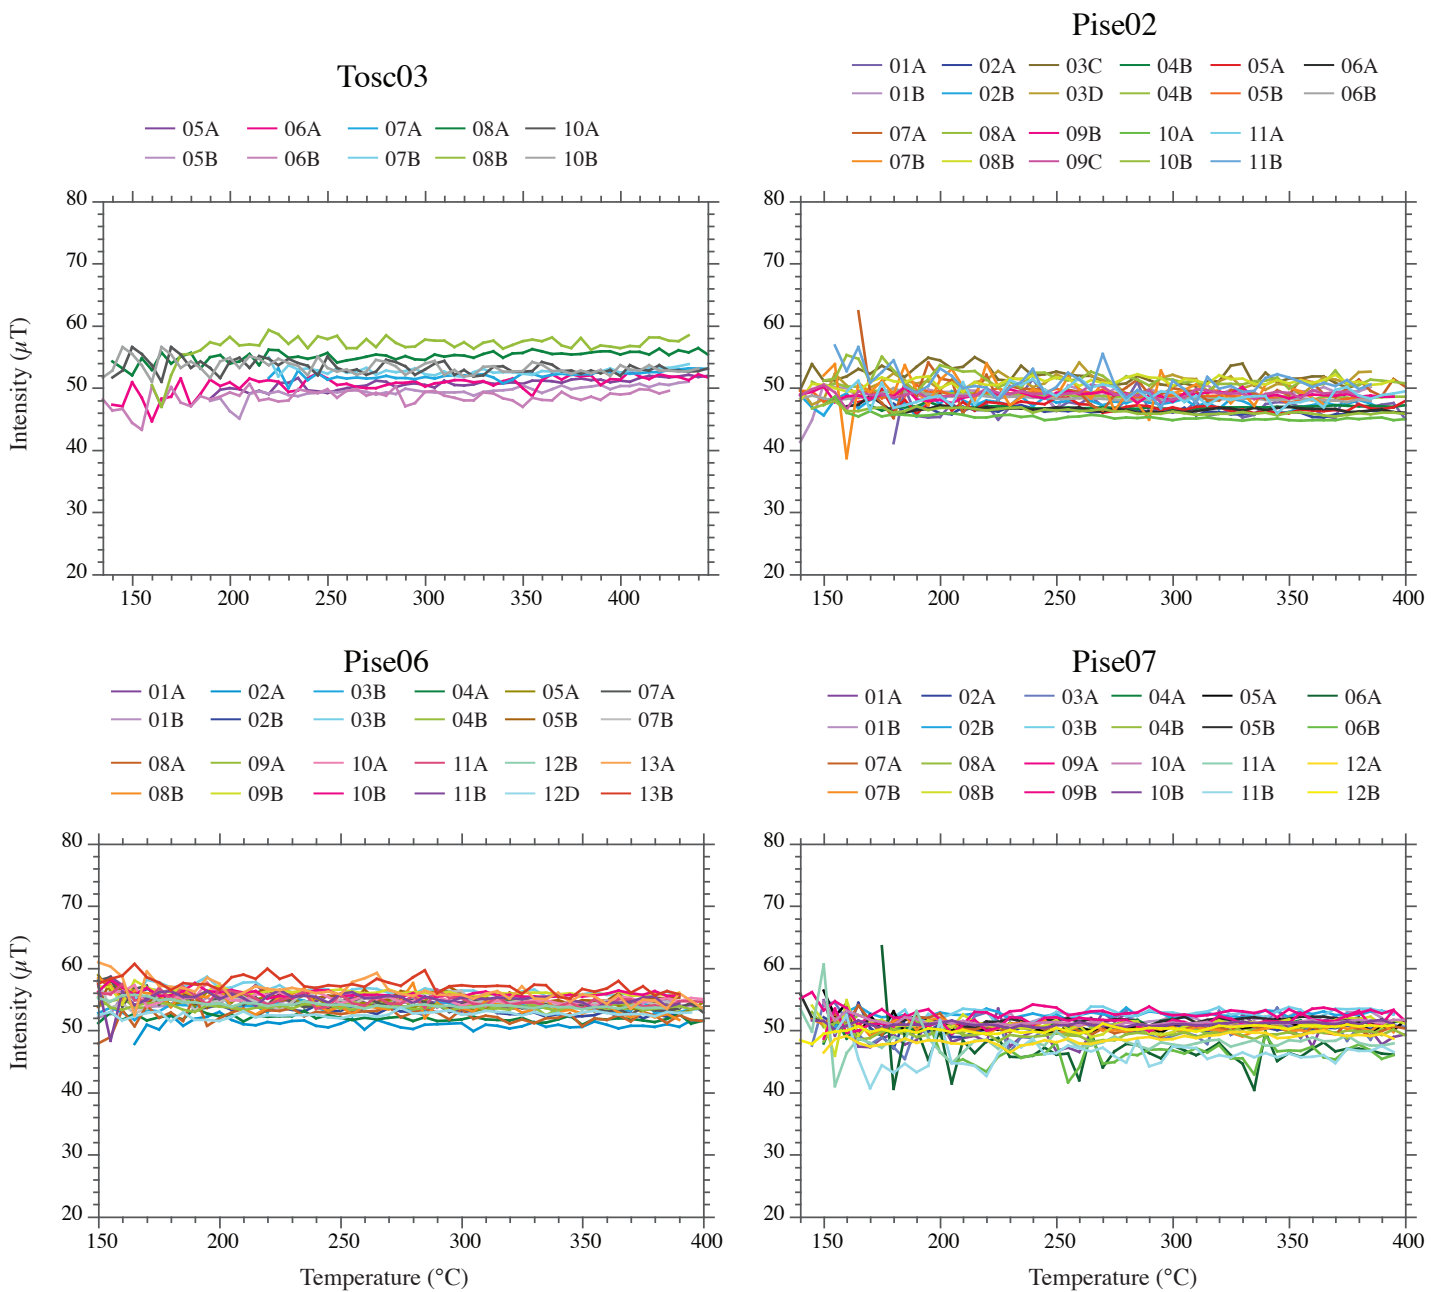 Pise02
Tosc03
01A 02A 03C 04B 05A 06A
01B 02B 03D 04B 05B 06B
05A 06A 07A 08A 10A
05B 06B 07B 08B 10B
07A 08A 09B 10A 11A
07B 08B 09C 10B 11B
80
70
60
50
40
30
20
Intensity (µT)
150 200 250 300 350 400
80
70
60
50
40
30
20
150 200 250 300 350 400
Pise06
01A 02A 03B 04A 05A 07A
01B 02B 03B 04B 05B 07B
08A 09A 10A 11A 12B 13A
08B 09B 10B 11B 12D 13B
80
70
60
50
40
30
20
Intensity (µT)
150 200 250 300 350 400
Temperature (°C)
Pise07
01A 02A 03A 04A 05A 06A
01B 02B 03B 04B 05B 06B
07A 08A 09A 10A 11A 12A
07B 08B 09B 10B 11B 12B
80
70
60
50
40
30
20
150 200 250 300 350 400
Temperature (°C)